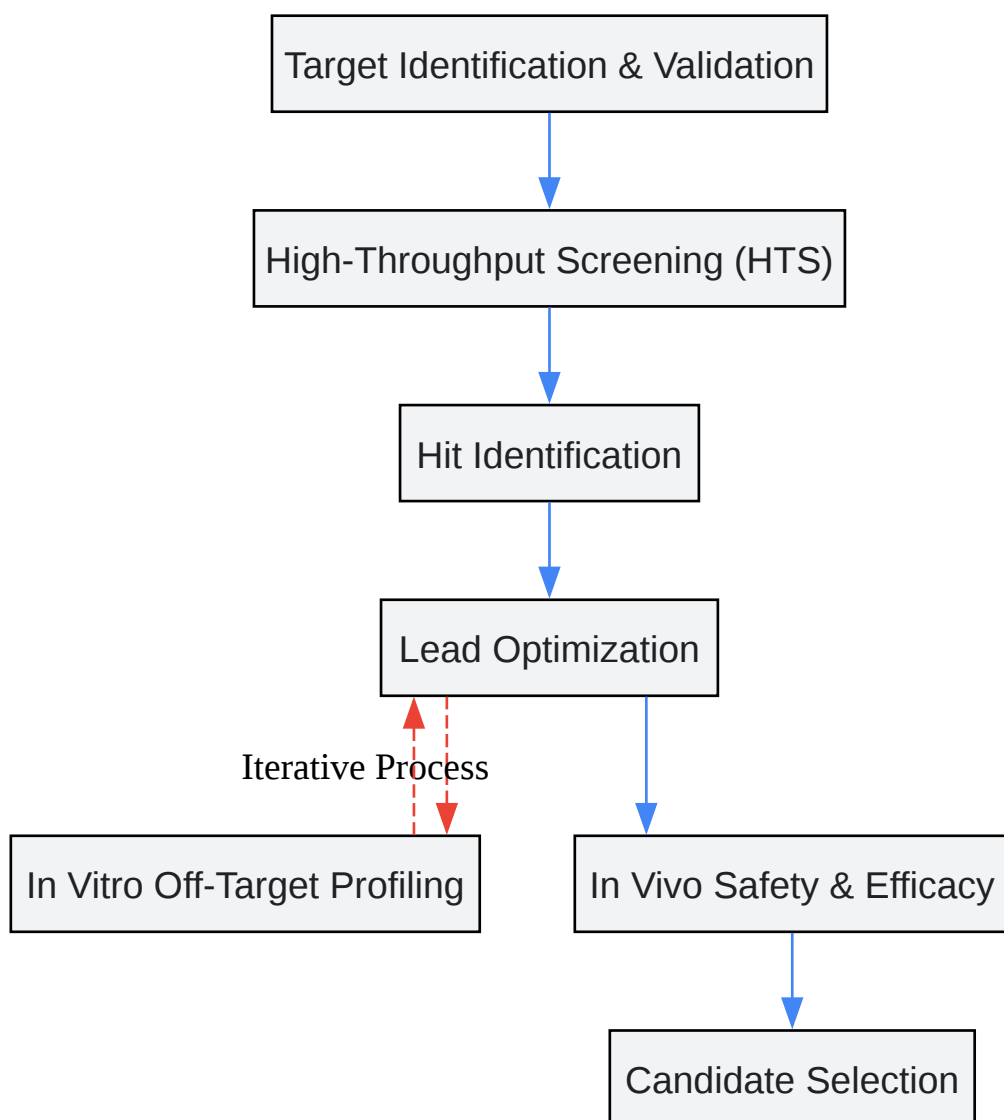 Target Identification & Validation
High-Throughput Screening (HTS)
Hit Identification
Lead Optimization
Iterative Process
In Vitro Off-Target Profiling
In Vivo Safety & Efficacy
Candidate Selection